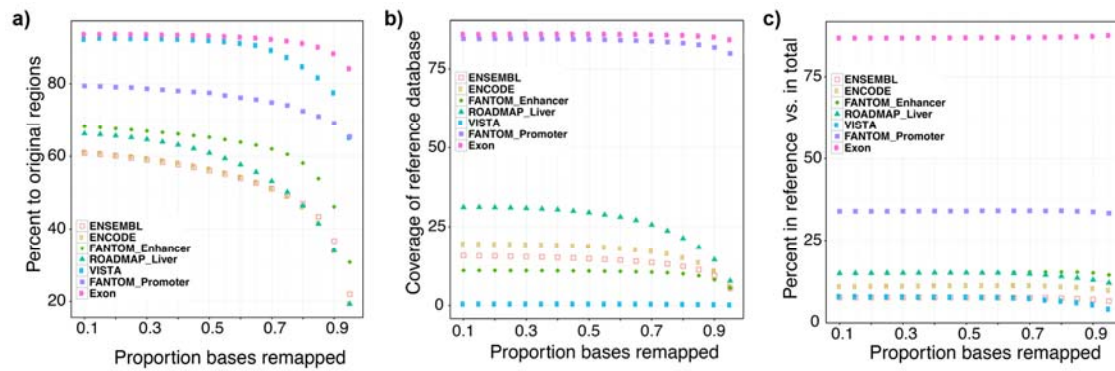 a)
Percent to original regions
80
60
40
20
ENSEMBL
ENCODE
FANTOM_Enhancer
ROADMAP_Liver
VISTA
FANTOM_Promoter
Exon
0.1 0.3 0.5 0.7 0.9
Proportion bases remapped
b)
Coverage of reference database
75
50
25
0
ENSEMBL
ENCODE
FANTOM_Enhancer
ROADMAP_Liver
VISTA
FANTOM_Promoter
Exon
0.1 0.3 0.5 0.7 0.9
Proportion bases remapped
c)
Percent in reference vs. in total
75
50
25
0
ENSEMBL
ENCODE
FANTOM_Enhancer
ROADMAP_Liver
VISTA
FANTOM_Promoter
Exon
0.1 0.3 0.5 0.7 0.9
Proportion bases remapped